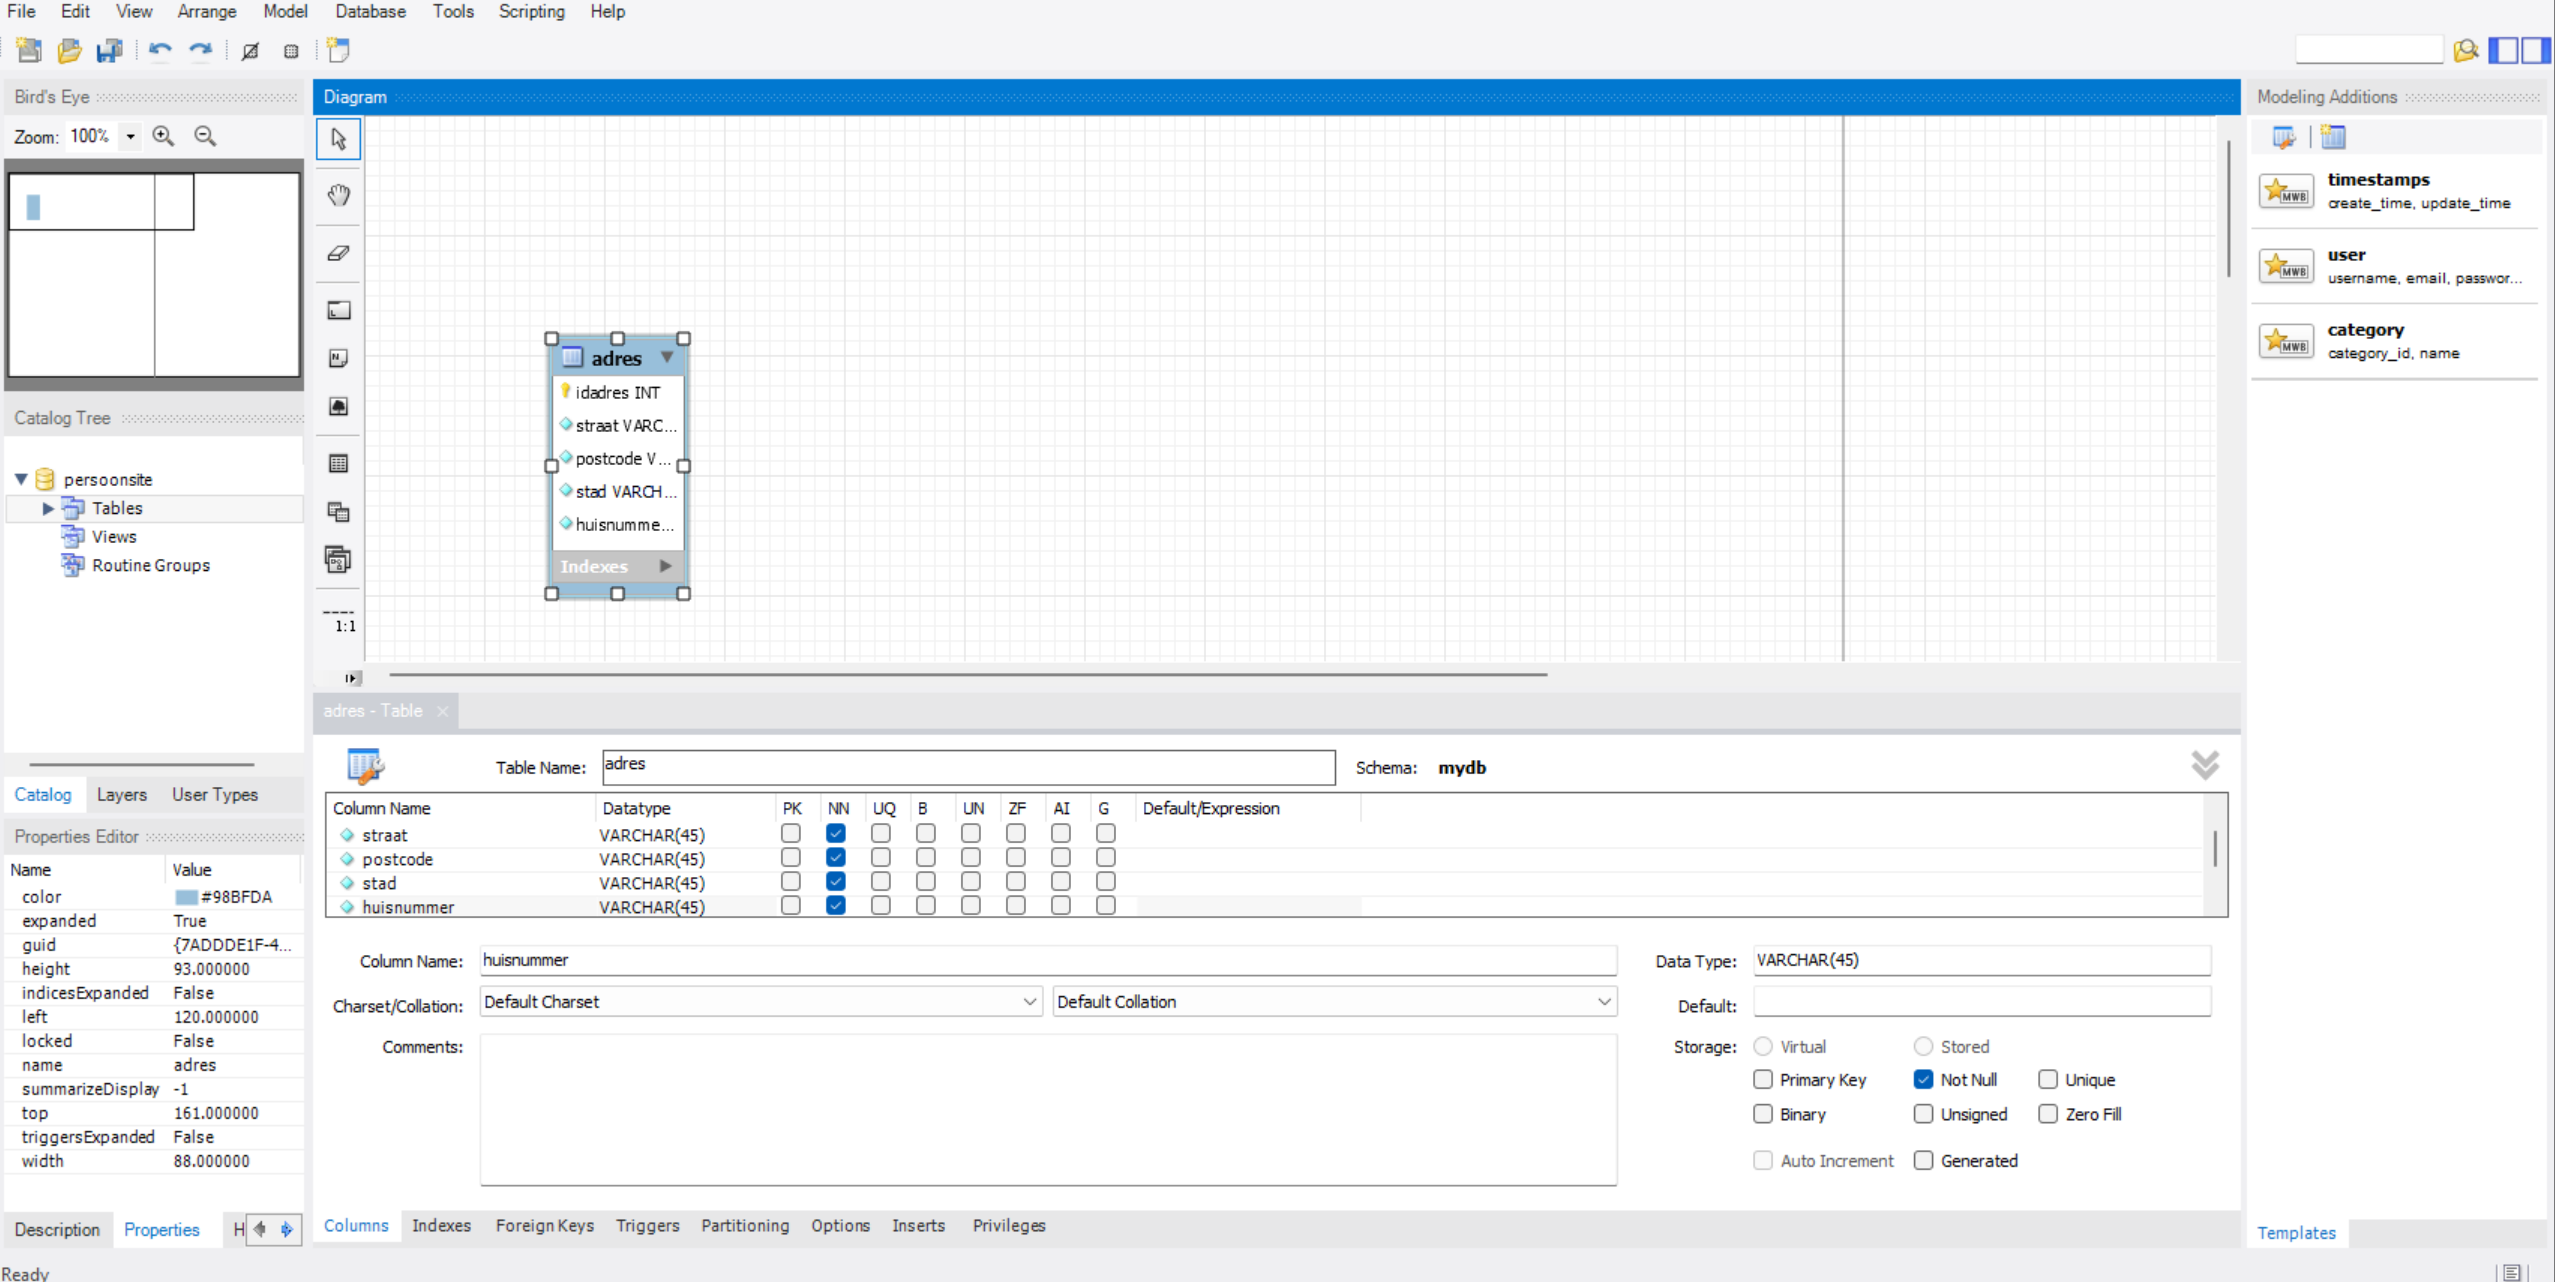 File Edit View Arrange Model Database Tools Scripting Help
Bird's Eye
Zoom: 100%
Catalog Tree
persoonsite
Tables
Views
Routine Groups
Catalog Layers User Types
Properties Editor
Name Value
color #98BFDA
expanded True
guid {7ADDDE1F-4...
height 93.000000
indicesExpanded False
left 120.000000
locked False
name adres
summarizeDisplay -1
top 161.000000
triggersExpanded False
width 88.000000
Description Properties H
Ready
Diagram
1:1
adres
idadres INT
straat VARC...
postcode V...
stad VARCH...
huisnumme...
Indexes
adres - Table
Table Name: adres Schema: mydb
Column Name Datatype PK NN UQ B UN ZF AI G Default/Expression
straat VARCHAR(45)
postcode VARCHAR(45)
stad VARCHAR(45)
huisnummer VARCHAR(45)
Column Name: huisnummer Data Type: VARCHAR(45)
Charset/Collation: Default Charset Default Collation Default:
Comments: Storage: Virtual Stored
Primary Key Not Null Unique
Binary Unsigned Zero Fill
Auto Increment Generated
Columns Indexes Foreign Keys Triggers Partitioning Options Inserts Privileges
Modeling Additions
MWB
timestamps
create_time, update_time
MWB
user
username, email, passwor...
MWB
category
category_id, name
Templates